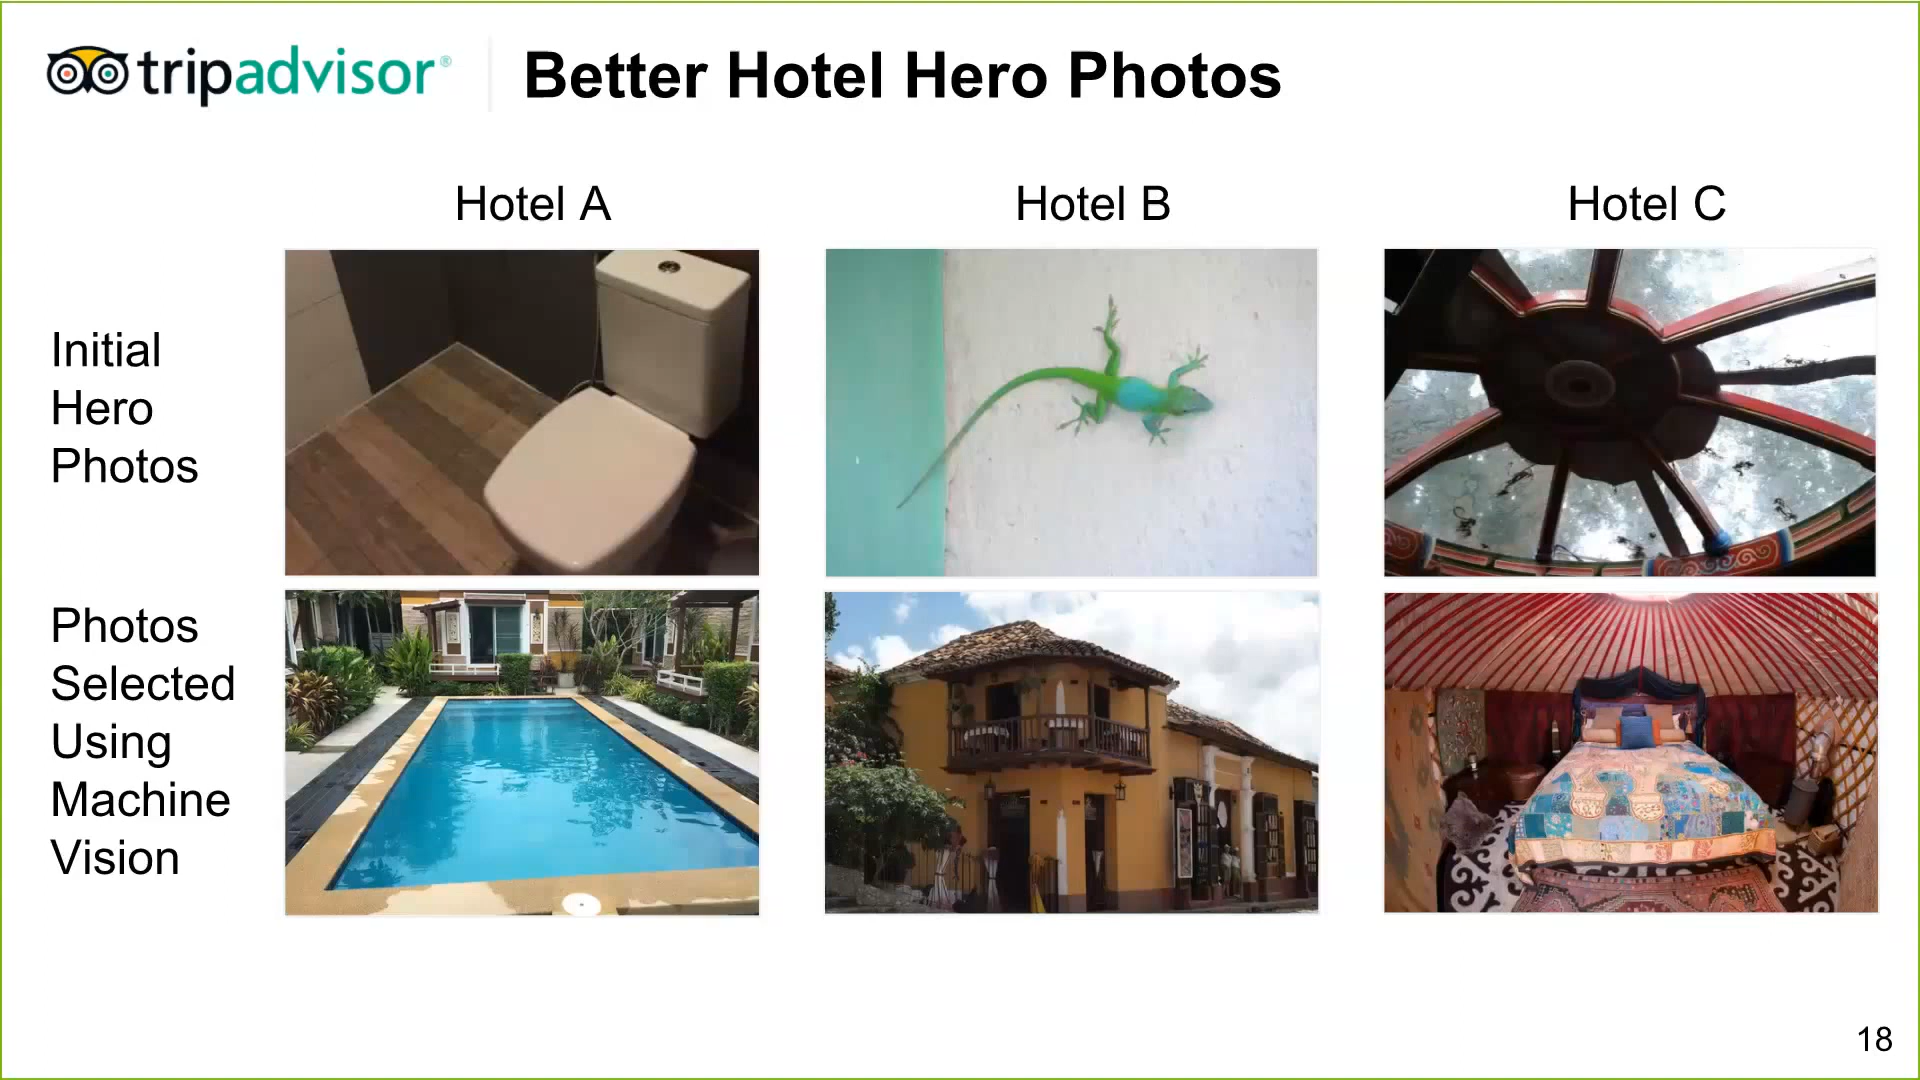 tripadvisor®
Better Hotel Hero Photos
Hotel A
Hotel B
Hotel C
Initial
Hero
Photos
Photos
Selected
Using
Machine
Vision
18